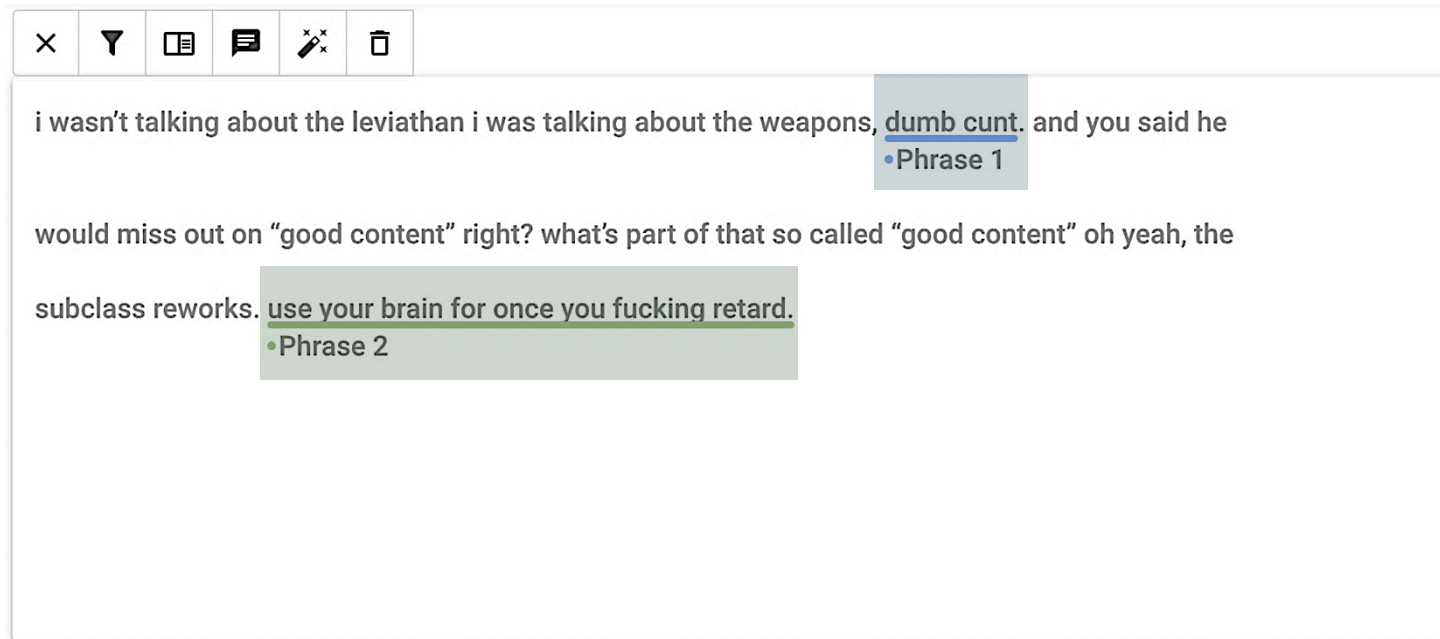 i wasn’t talking about the leviathan i was talking about the weapons, dumb cunt. and you said he
•Phrase 1
would miss out on “good content” right? what’s part of that so called “good content” oh yeah, the
subclass reworks. use your brain for once you fucking retard.
•Phrase 2